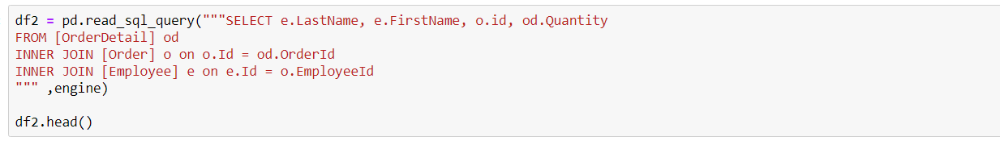 df2 = pd.read_sql_query("""SELECT e.LastName, e.FirstName, o.id, od.Quantity
FROM [OrderDetail] od
INNER JOIN [Order] o on o.Id = od.OrderId
INNER JOIN [Employee] e on e.Id = o.EmployeeId
""" ,engine)
df2.head()